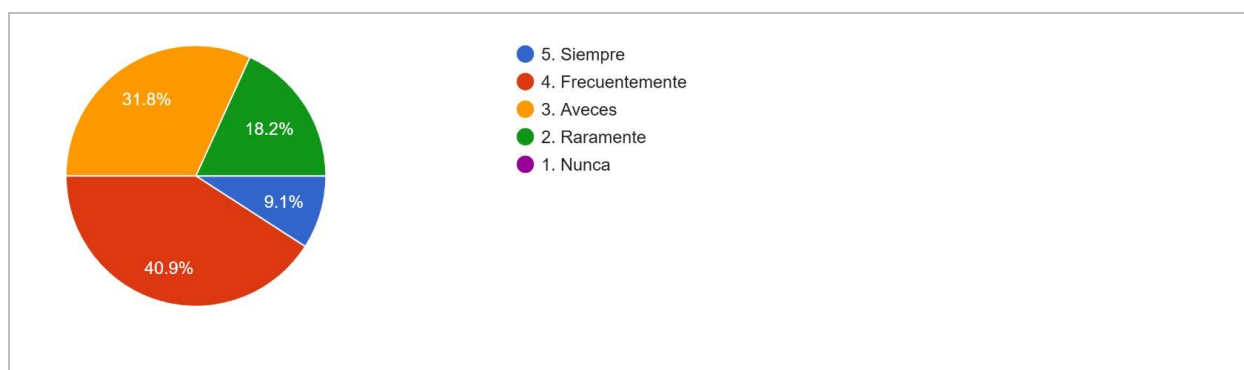 31.8%
18.2%
9.1%
40.9%
5. Siempre
4. Frecuentemente
3. Aveces
2. Raramente
1. Nunca